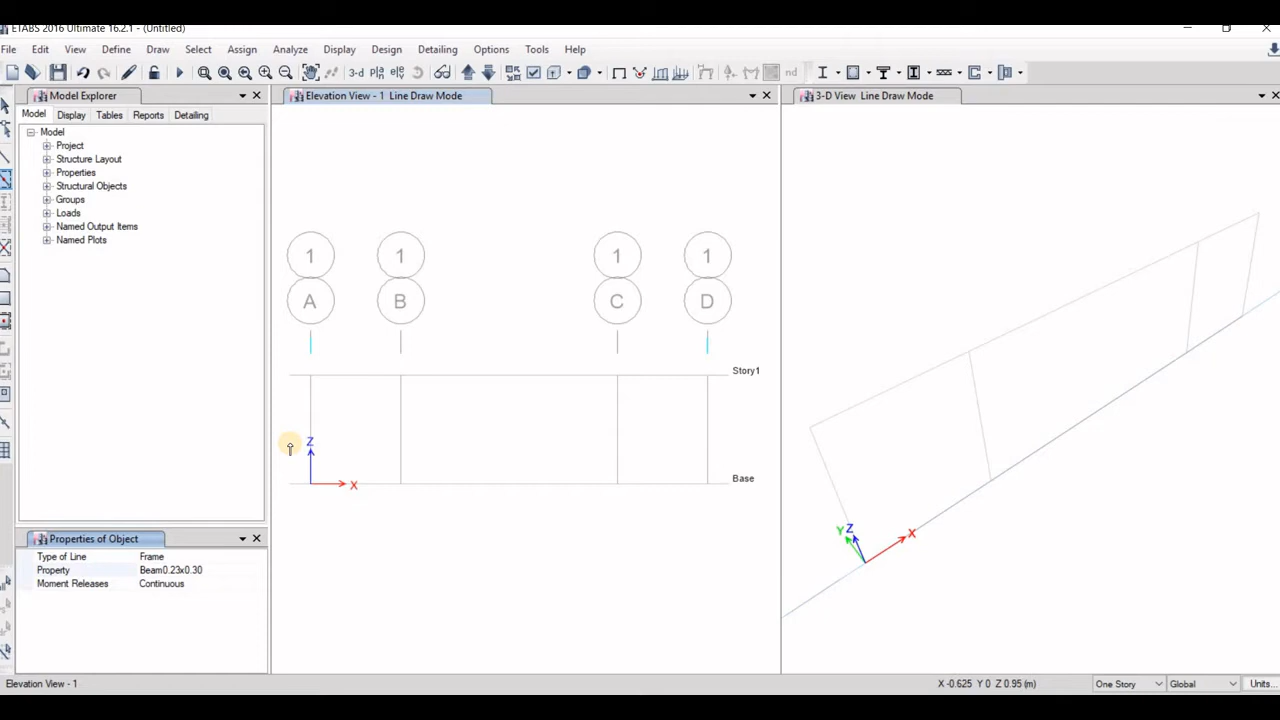 ETABS 2016 Ultimate 16.2.1 - (Untitled)
File Edit View Define Draw Select Assign Analyze Display Design Detailing Options Tools Help
3-d
nd
Model Explorer
Elevation View - 1 Line Draw Mode
3-D View Line Draw Mode
Model Display Tables Reports Detailing
Model
Project
Structure Layout
Properties
Structural Objects
Groups
Loads
Named Output Items
Named Plots
1 1 1 1
A B C D
Story1
Z
X
Base
Y
Z
X
Properties of Object
Type of Line Frame
Property Beam0.23x0.30
Moment Releases Continuous
Elevation View - 1
X -0.625 Y 0 Z 0.95 (m)
One Story
Global
Units...